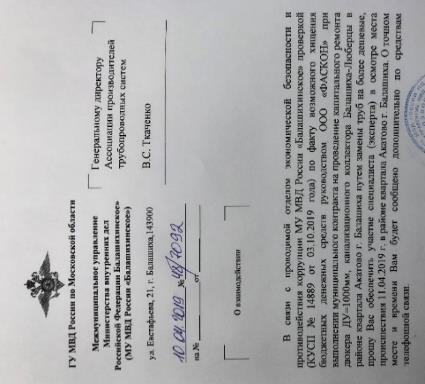 ГУ МВД России по Московской области
Межмуниципальное управление
Министерства внутренних дел
Российской Федерации Балашихинское»
(МУ МВД России «Балашихинское»)
ул. Евстафьева, 21, г. Балашиха,143900
10.04.2019 № 48/7092
на № от
О взаимодействии
Генеральному директору
Ассоциации производителей
трубопроводных систем
В.С. Ткаченко
В связи с проводимой отделом экономической безопасности и
противодействия коррупции МУ МВД России «Балашихинское» проверкой
(КУСП № 14889 от 03.10.2019 года) по факту возможного хищения
бюджетных денежных средств руководством ООО «ФАСКОН» при
выполнении муниципального контракта на проведение капитального ремонта
дюкера ДУ=1000мм, канализационного коллектора Балашиха-Люберцы в
районе квартала Акатово г. Балашиха путем замены труб на более дешевые,
прошу Вас обеспечить участие специалиста (эксперта) в осмотре места
происшествия 11.04.2019 г. в районе квартала Акатово г. Балашиха. О точном
месте и времени Вам будет сообщено дополнительно по средствам
телефонной связи.